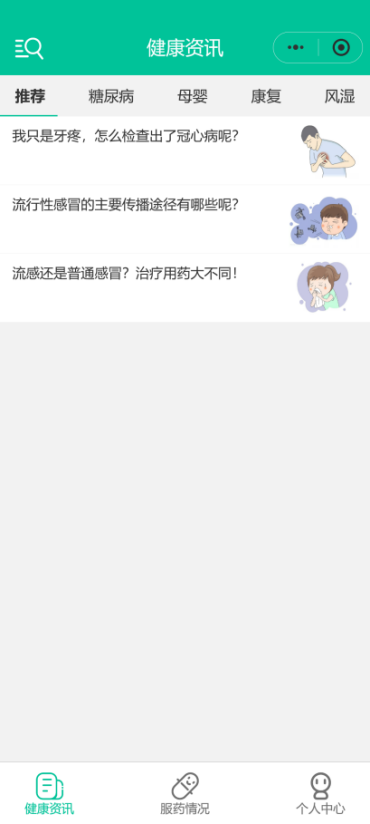 健康资讯
推荐 糖尿病 母婴 康复 风湿
我只是牙疼，怎么检查出了冠心病呢？
流行性感冒的主要传播途径有哪些呢？
流感还是普通感冒？治疗用药大不同！
健康资讯 服药情况 个人中心